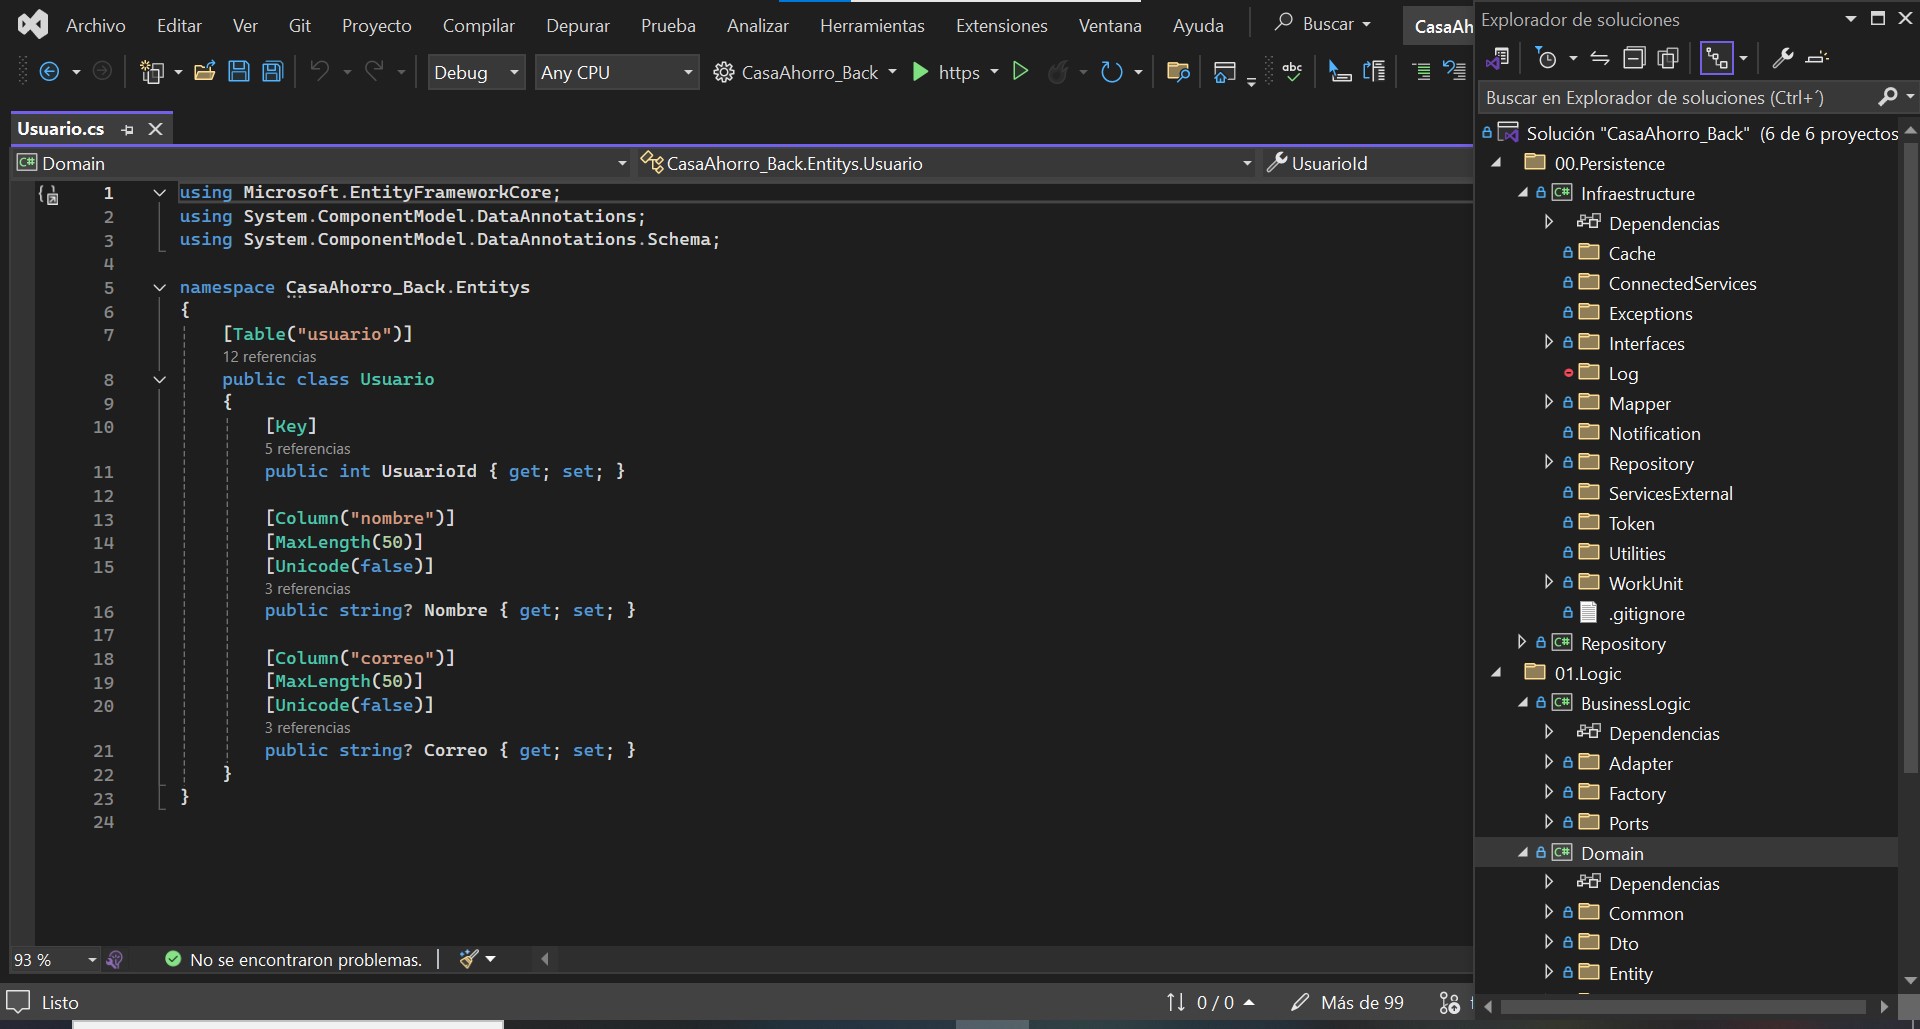 Archivo Editar Ver Git Proyecto Compilar Depurar Prueba Analizar Herramientas Extensiones Ventana Ayuda Buscar CasaAh
Debug Any CPU CasaAhorro_Back https
Usuario.cs
Domain CasaAhorro_Back.Entitys.Usuario UsuarioId
1 using Microsoft.EntityFrameworkCore;
2 using System.ComponentModel.DataAnnotations;
3 using System.ComponentModel.DataAnnotations.Schema;
4
5 namespace CasaAhorro_Back.Entitys
6 {
7 [Table("usuario")]
12 referencias
8 public class Usuario
9 {
10 [Key]
5 referencias
11 public int UsuarioId { get; set; }
12
13 [Column("nombre")]
14 [MaxLength(50)]
15 [Unicode(false)]
3 referencias
16 public string? Nombre { get; set; }
17
18 [Column("correo")]
19 [MaxLength(50)]
20 [Unicode(false)]
3 referencias
21 public string? Correo { get; set; }
22 }
23 }
24
93 % No se encontraron problemas.
Listo 0 / 0 Más de 99
Explorador de soluciones
Buscar en Explorador de soluciones (Ctrl+´)
Solución "CasaAhorro_Back" (6 de 6 proyectos
00.Persistence
C# Infraestructure
Dependencias
Cache
ConnectedServices
Exceptions
Interfaces
Log
Mapper
Notification
Repository
ServicesExternal
Token
Utilities
WorkUnit
.gitignore
C# Repository
01.Logic
C# BusinessLogic
Dependencias
Adapter
Factory
Ports
C# Domain
Dependencias
Common
Dto
Entity